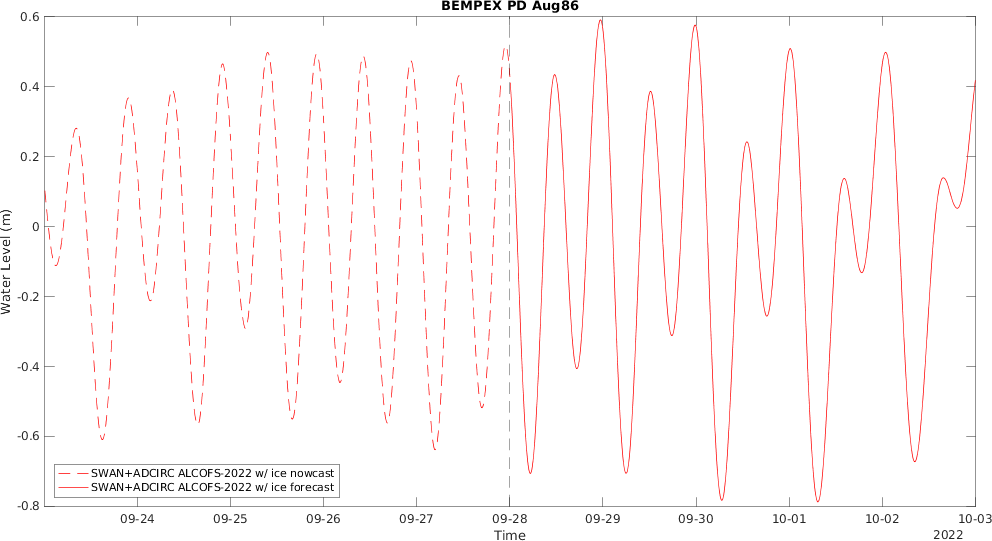 BEMPEX PD Aug86
0.6
0.4
0.2
0
-0.2
-0.4
-0.6
-0.8
Water Level (m)
SWAN+ADCIRC ALCOFS-2022 w/ ice nowcast
SWAN+ADCIRC ALCOFS-2022 w/ ice forecast
09-24 09-25 09-26 09-27 09-28 09-29 09-30 10-01 10-02 10-03
Time
2022